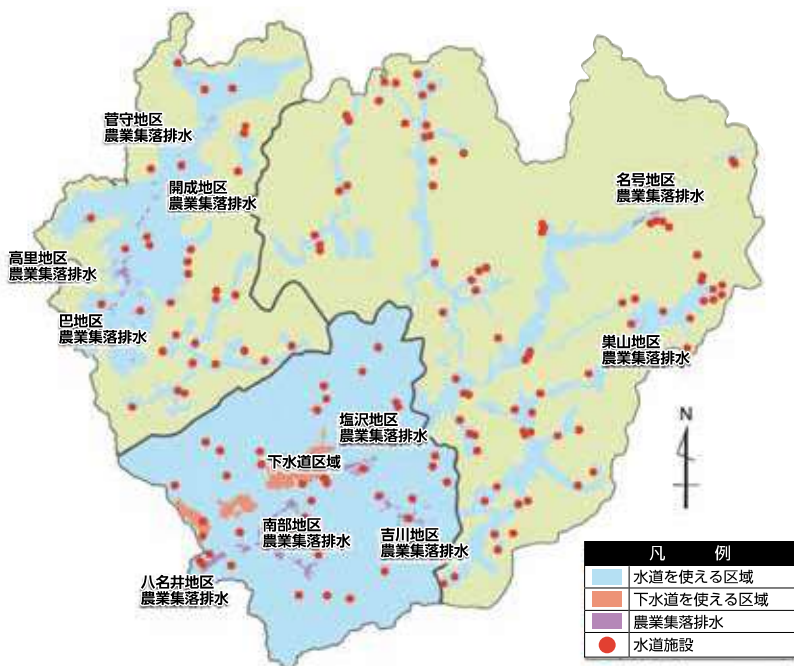 菅守地区
農業集落排水
開成地区
農業集落排水
名号地区
農業集落排水
高里地区
農業集落排水
巴地区
農業集落排水
巣山地区
農業集落排水
塩沢地区
農業集落排水
下水道区域
南部地区
農業集落排水
吉川地区
農業集落排水
八名井地区
農業集落排水
N
凡 例
水道を使える区域
下水道を使える区域
農業集落排水
水道施設